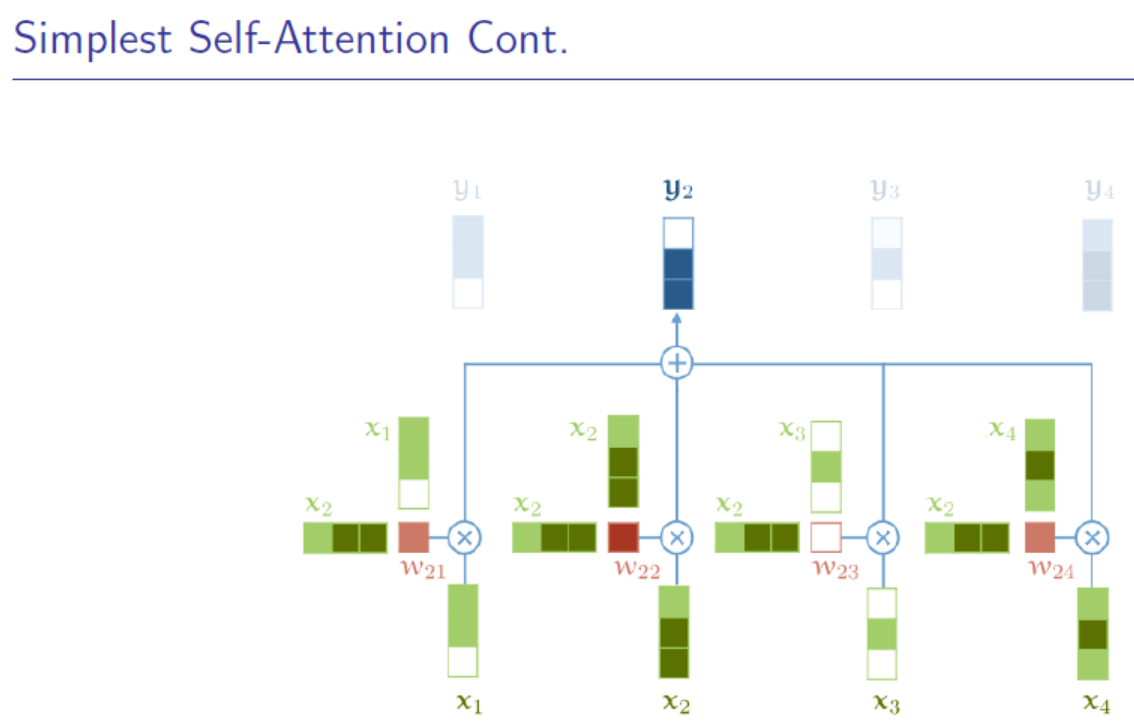 Simplest Self-Attention Cont.
y₁ y₂ y₃ y₄
+
x₁ x₂ x₃ x₄
x₂ x₂ x₂ x₂
× × × ×
w₂₁ w₂₂ w₂₃ w₂₄
x₁ x₂ x₃ x₄